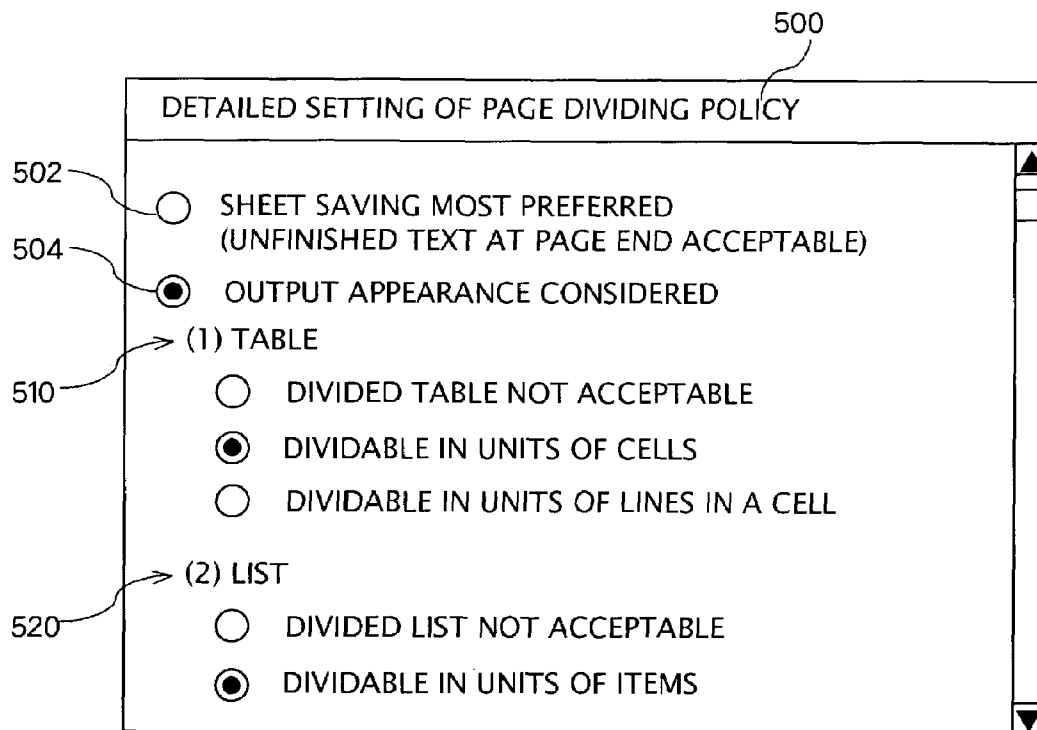 500
DETAILED SETTING OF PAGE DIVIDING POLICY
502
SHEET SAVING MOST PREFERRED
(UNFINISHED TEXT AT PAGE END ACCEPTABLE)
504
OUTPUT APPEARANCE CONSIDERED
(1) TABLE
510
DIVIDED TABLE NOT ACCEPTABLE
DIVIDABLE IN UNITS OF CELLS
DIVIDABLE IN UNITS OF LINES IN A CELL
(2) LIST
520
DIVIDED LIST NOT ACCEPTABLE
DIVIDABLE IN UNITS OF ITEMS